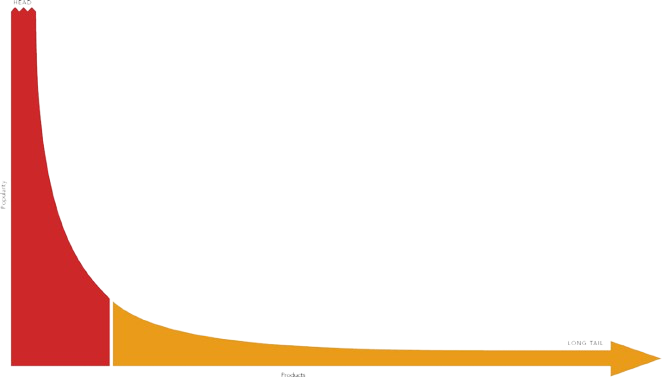 HEAD
Popularity
LONG TAIL
Products